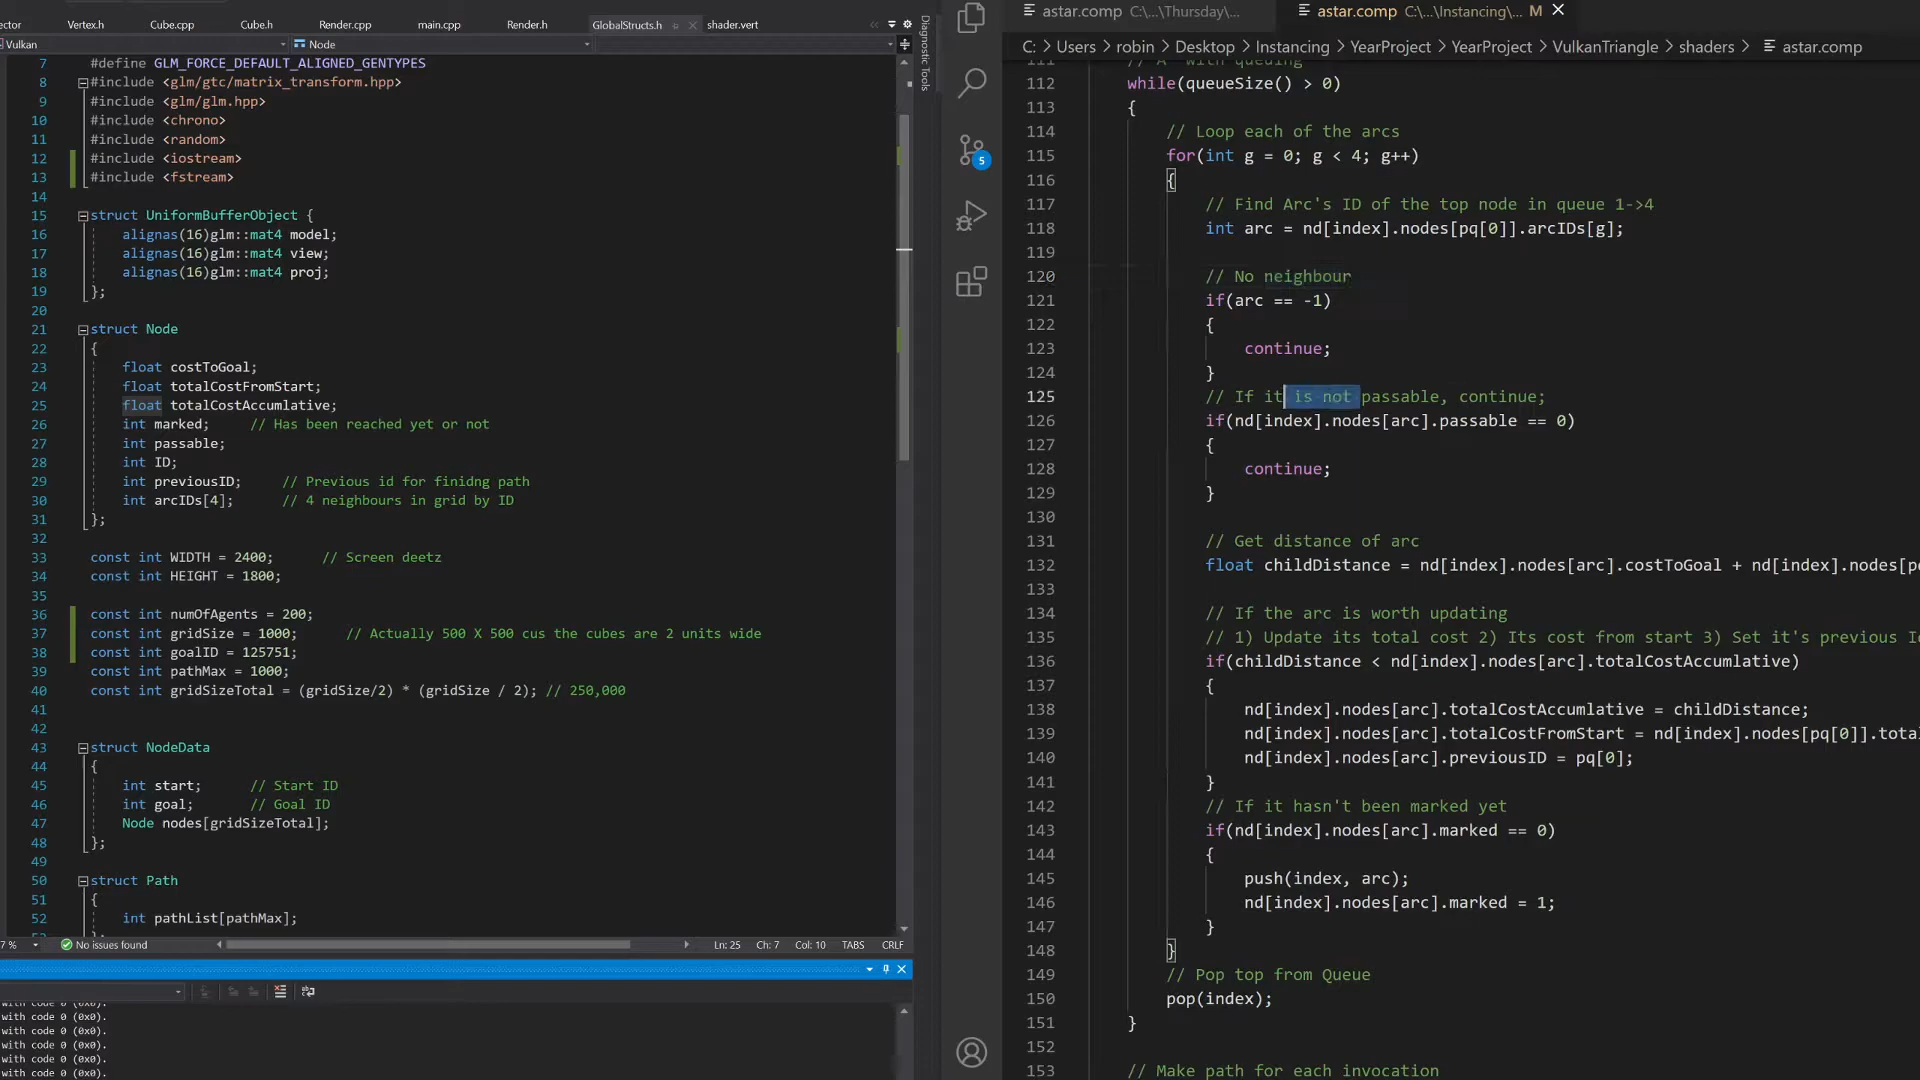 ector
Vertex.h
Cube.cpp
Cube.h
Render.cpp
main.cpp
Render.h
GlobalStructs.h
shader.vert
Vulkan
Node
7 #define GLM_FORCE_DEFAULT_ALIGNED_GENTYPES
8 #include <glm/gtc/matrix_transform.hpp>
9 #include <glm/glm.hpp>
10 #include <chrono>
11 #include <random>
12 #include <iostream>
13 #include <fstream>
14
15 struct UniformBufferObject {
16 alignas(16)glm::mat4 model;
17 alignas(16)glm::mat4 view;
18 alignas(16)glm::mat4 proj;
19 };
20
21 struct Node
22 {
23 float costToGoal;
24 float totalCostFromStart;
25 float totalCostAccumlative;
26 int marked; // Has been reached yet or not
27 int passable;
28 int ID;
29 int previousID; // Previous id for finidng path
30 int arcIDs[4]; // 4 neighbours in grid by ID
31 };
32
33 const int WIDTH = 2400; // Screen deetz
34 const int HEIGHT = 1800;
35
36 const int numOfAgents = 200;
37 const int gridSize = 1000; // Actually 500 X 500 cus the cubes are 2 units wide
38 const int goalID = 125751;
39 const int pathMax = 1000;
40 const int gridSizeTotal = (gridSize/2) * (gridSize / 2); // 250,000
41
42
43 struct NodeData
44 {
45 int start; // Start ID
46 int goal; // Goal ID
47 Node nodes[gridSizeTotal];
48 };
49
50 struct Path
51 {
52 int pathList[pathMax];
7 %
No issues found
Ln: 25
Ch: 7
Col: 10
TABS
CRLF
with code 0 (0x0).
with code 0 (0x0).
with code 0 (0x0).
with code 0 (0x0).
with code 0 (0x0).
with code 0 (0x0).
Diagnostic Tools
5
astar.comp C:\...\Thursday\...
astar.comp C:\...\Instancing\... M
C: > Users > robin > Desktop > Instancing > YearProject > YearProject > VulkanTriangle > shaders > astar.comp
111 // A* with queuing
112 while(queueSize() > 0)
113 {
114 // Loop each of the arcs
115 for(int g = 0; g < 4; g++)
116 {
117 // Find Arc's ID of the top node in queue 1->4
118 int arc = nd[index].nodes[pq[0]].arcIDs[g];
119
120 // No neighbour
121 if(arc == -1)
122 {
123 continue;
124 }
125 // If it is not passable, continue;
126 if(nd[index].nodes[arc].passable == 0)
127 {
128 continue;
129 }
130
131 // Get distance of arc
132 float childDistance = nd[index].nodes[arc].costToGoal + nd[index].nodes[p
133
134 // If the arc is worth updating
135 // 1) Update its total cost 2) Its cost from start 3) Set it's previous I
136 if(childDistance < nd[index].nodes[arc].totalCostAccumlative)
137 {
138 nd[index].nodes[arc].totalCostAccumlative = childDistance;
139 nd[index].nodes[arc].totalCostFromStart = nd[index].nodes[pq[0]].tota
140 nd[index].nodes[arc].previousID = pq[0];
141 }
142 // If it hasn't been marked yet
143 if(nd[index].nodes[arc].marked == 0)
144 {
145 push(index, arc);
146 nd[index].nodes[arc].marked = 1;
147 }
148 }
149 // Pop top from Queue
150 pop(index);
151 }
152
153 // Make path for each invocation